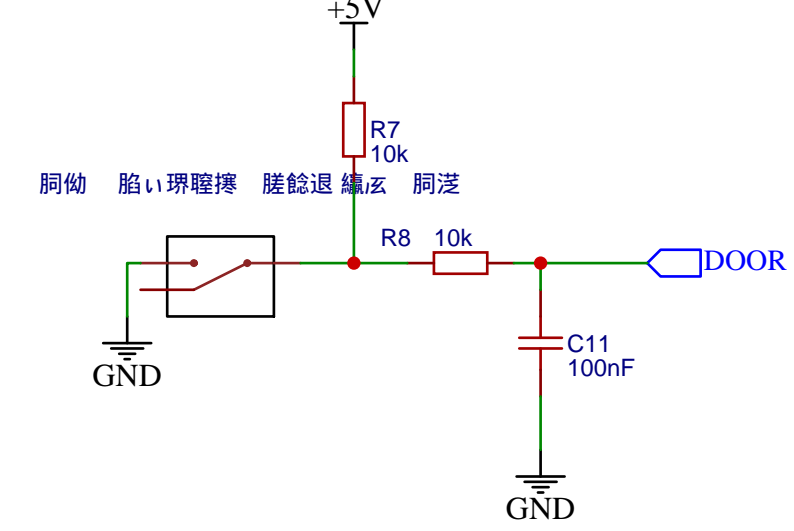 +5V
R7
10k
R8 10k
DOOR
C11
100nF
GND
GND